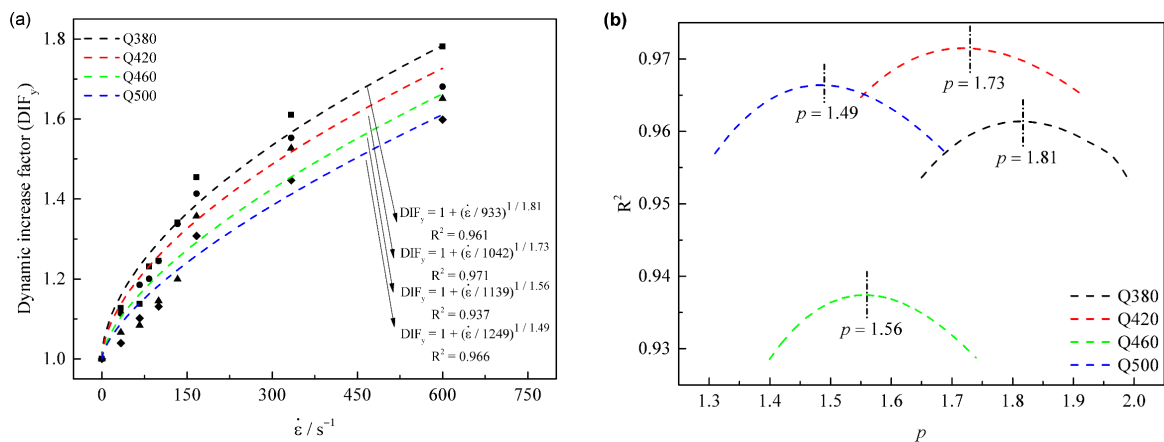 (a)
Dynamic increase factor (DIFy)
1.8
1.6
1.4
1.2
1.0
Q380
Q420
Q460
Q500
DIFy = 1 + (ε̇ / 933)^1 / 1.81
R² = 0.961
DIFy = 1 + (ε̇ / 1042)^1 / 1.73
R² = 0.971
DIFy = 1 + (ε̇ / 1139)^1 / 1.56
R² = 0.937
DIFy = 1 + (ε̇ / 1249)^1 / 1.49
R² = 0.966
0 150 300 450 600 750
ε̇ / s⁻¹
(b)
R²
0.97
0.96
0.95
0.94
0.93
p = 1.73
p = 1.49
p = 1.81
p = 1.56
Q380
Q420
Q460
Q500
1.3 1.4 1.5 1.6 1.7 1.8 1.9 2.0
p